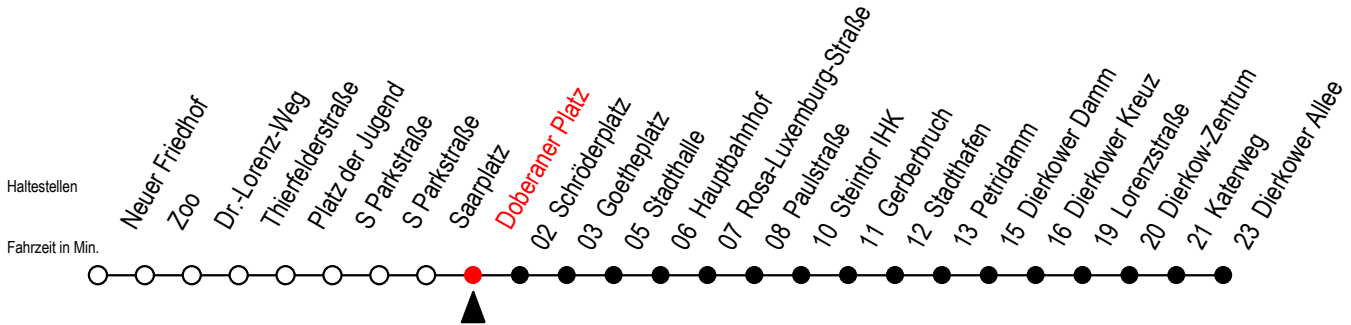 Haltestellen
Fahrzeit in Min.
Neuer Friedhof
Zoo
Dr.-Lorenz-Weg
Thierfelderstraße
Platz der Jugend
S Parkstraße
S Parkstraße
Saarplatz
Doberaner Platz
02 Schröderplatz
03 Goetheplatz
05 Stadthalle
06 Hauptbahnhof
07 Rosa-Luxemburg-Straße
08 Paulstraße
10 Steintor IHK
11 Gerberbruch
12 Stadthafen
13 Petridamm
15 Dierkower Damm
16 Dierkower Kreuz
19 Lorenzstraße
20 Dierkow-Zentrum
21 Katerweg
23 Dierkower Allee